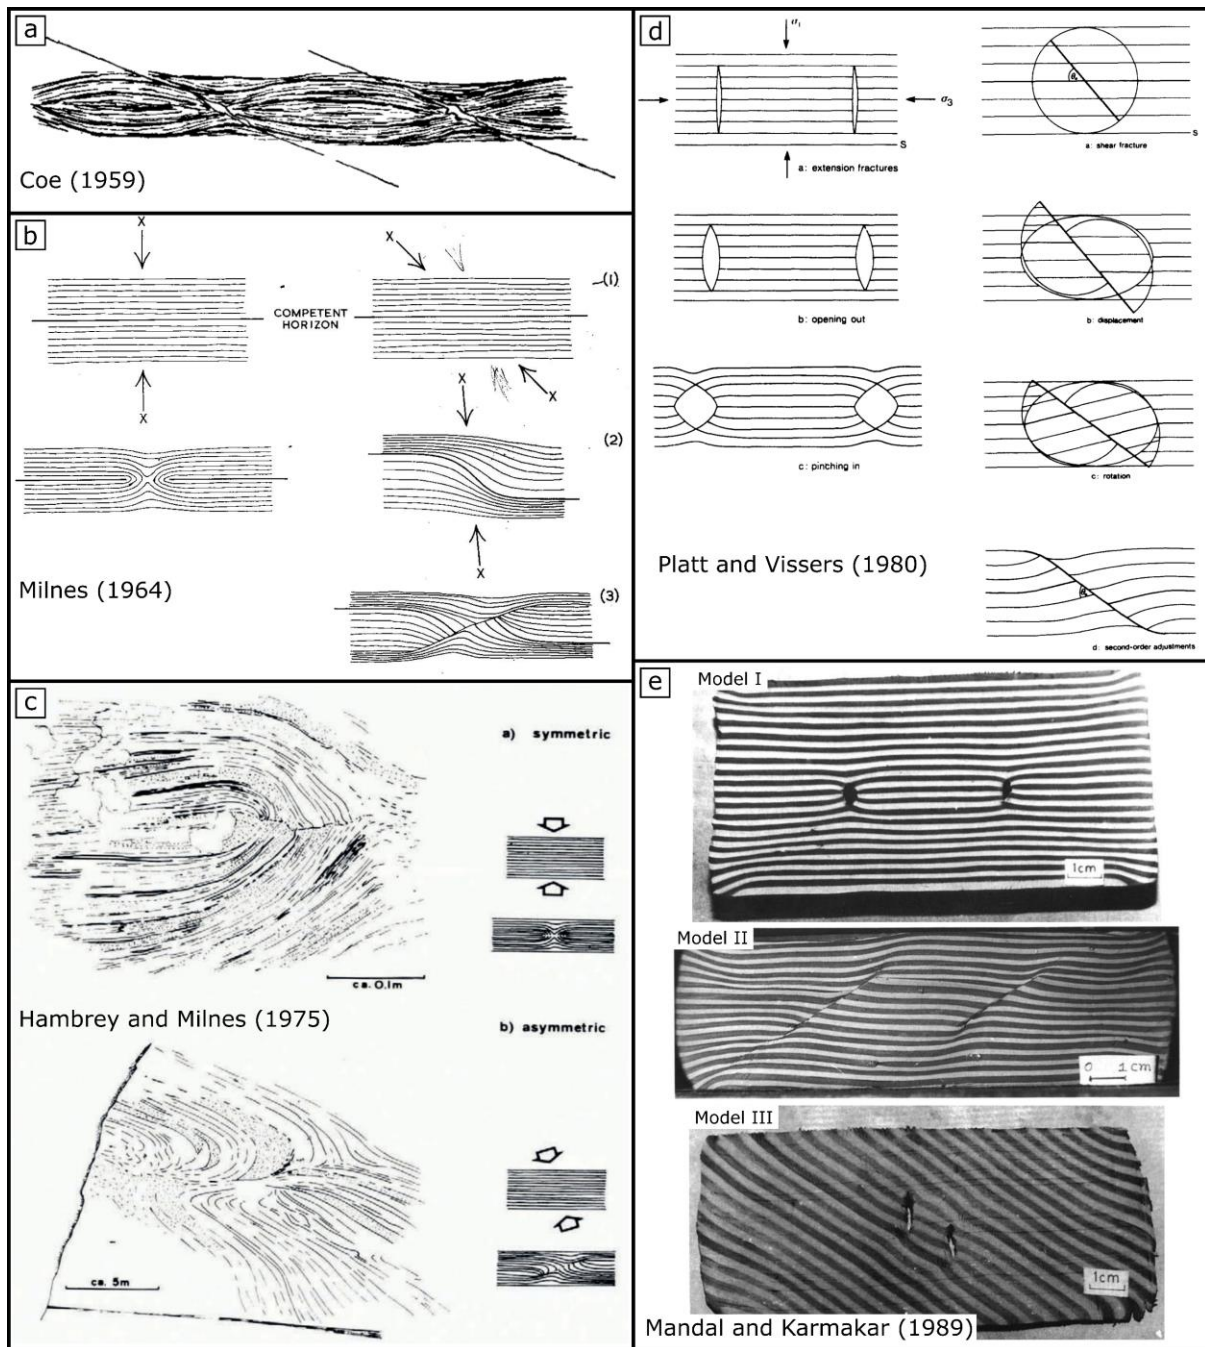 a
Coe (1959)
b
X
X
(1)
COMPETENT
HORIZON
X
X
X
(2)
X
(3)
Milnes (1964)
c
a) symmetric
ca. 0.1m
Hambrey and Milnes (1975)
b) asymmetric
ca. 5m
d
σ₁
σ₃
S
a: extension fractures
θ
S
a: shear fracture
b: opening out
b: displacement
c: pinching in
c: rotation
Platt and Vissers (1980)
θ
d: second-order adjustments
e
Model I
1cm
Model II
0 1cm
Model III
1cm
Mandal and Karmakar (1989)